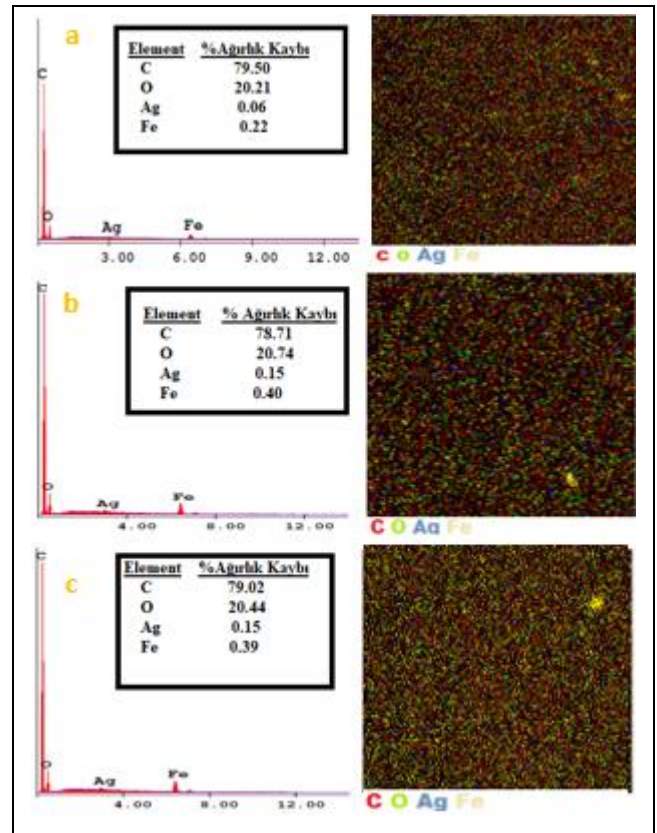 a
Element %Ağırlık Kaybı
C 79.50
O 20.21
Ag 0.06
Fe 0.22
C
O
Ag
Fe
3.00 6.00 9.00 12.00
C O Ag Fe
b
Element % Ağırlık Kaybı
C 78.71
O 20.74
Ag 0.15
Fe 0.40
C
O
Ag
Fe
4.00 8.00 12.00
C O Ag Fe
c
Element %Ağırlık Kaybı
C 79.02
O 20.44
Ag 0.15
Fe 0.39
C
O
Ag
Fe
4.00 8.00 12.00
C O Ag Fe